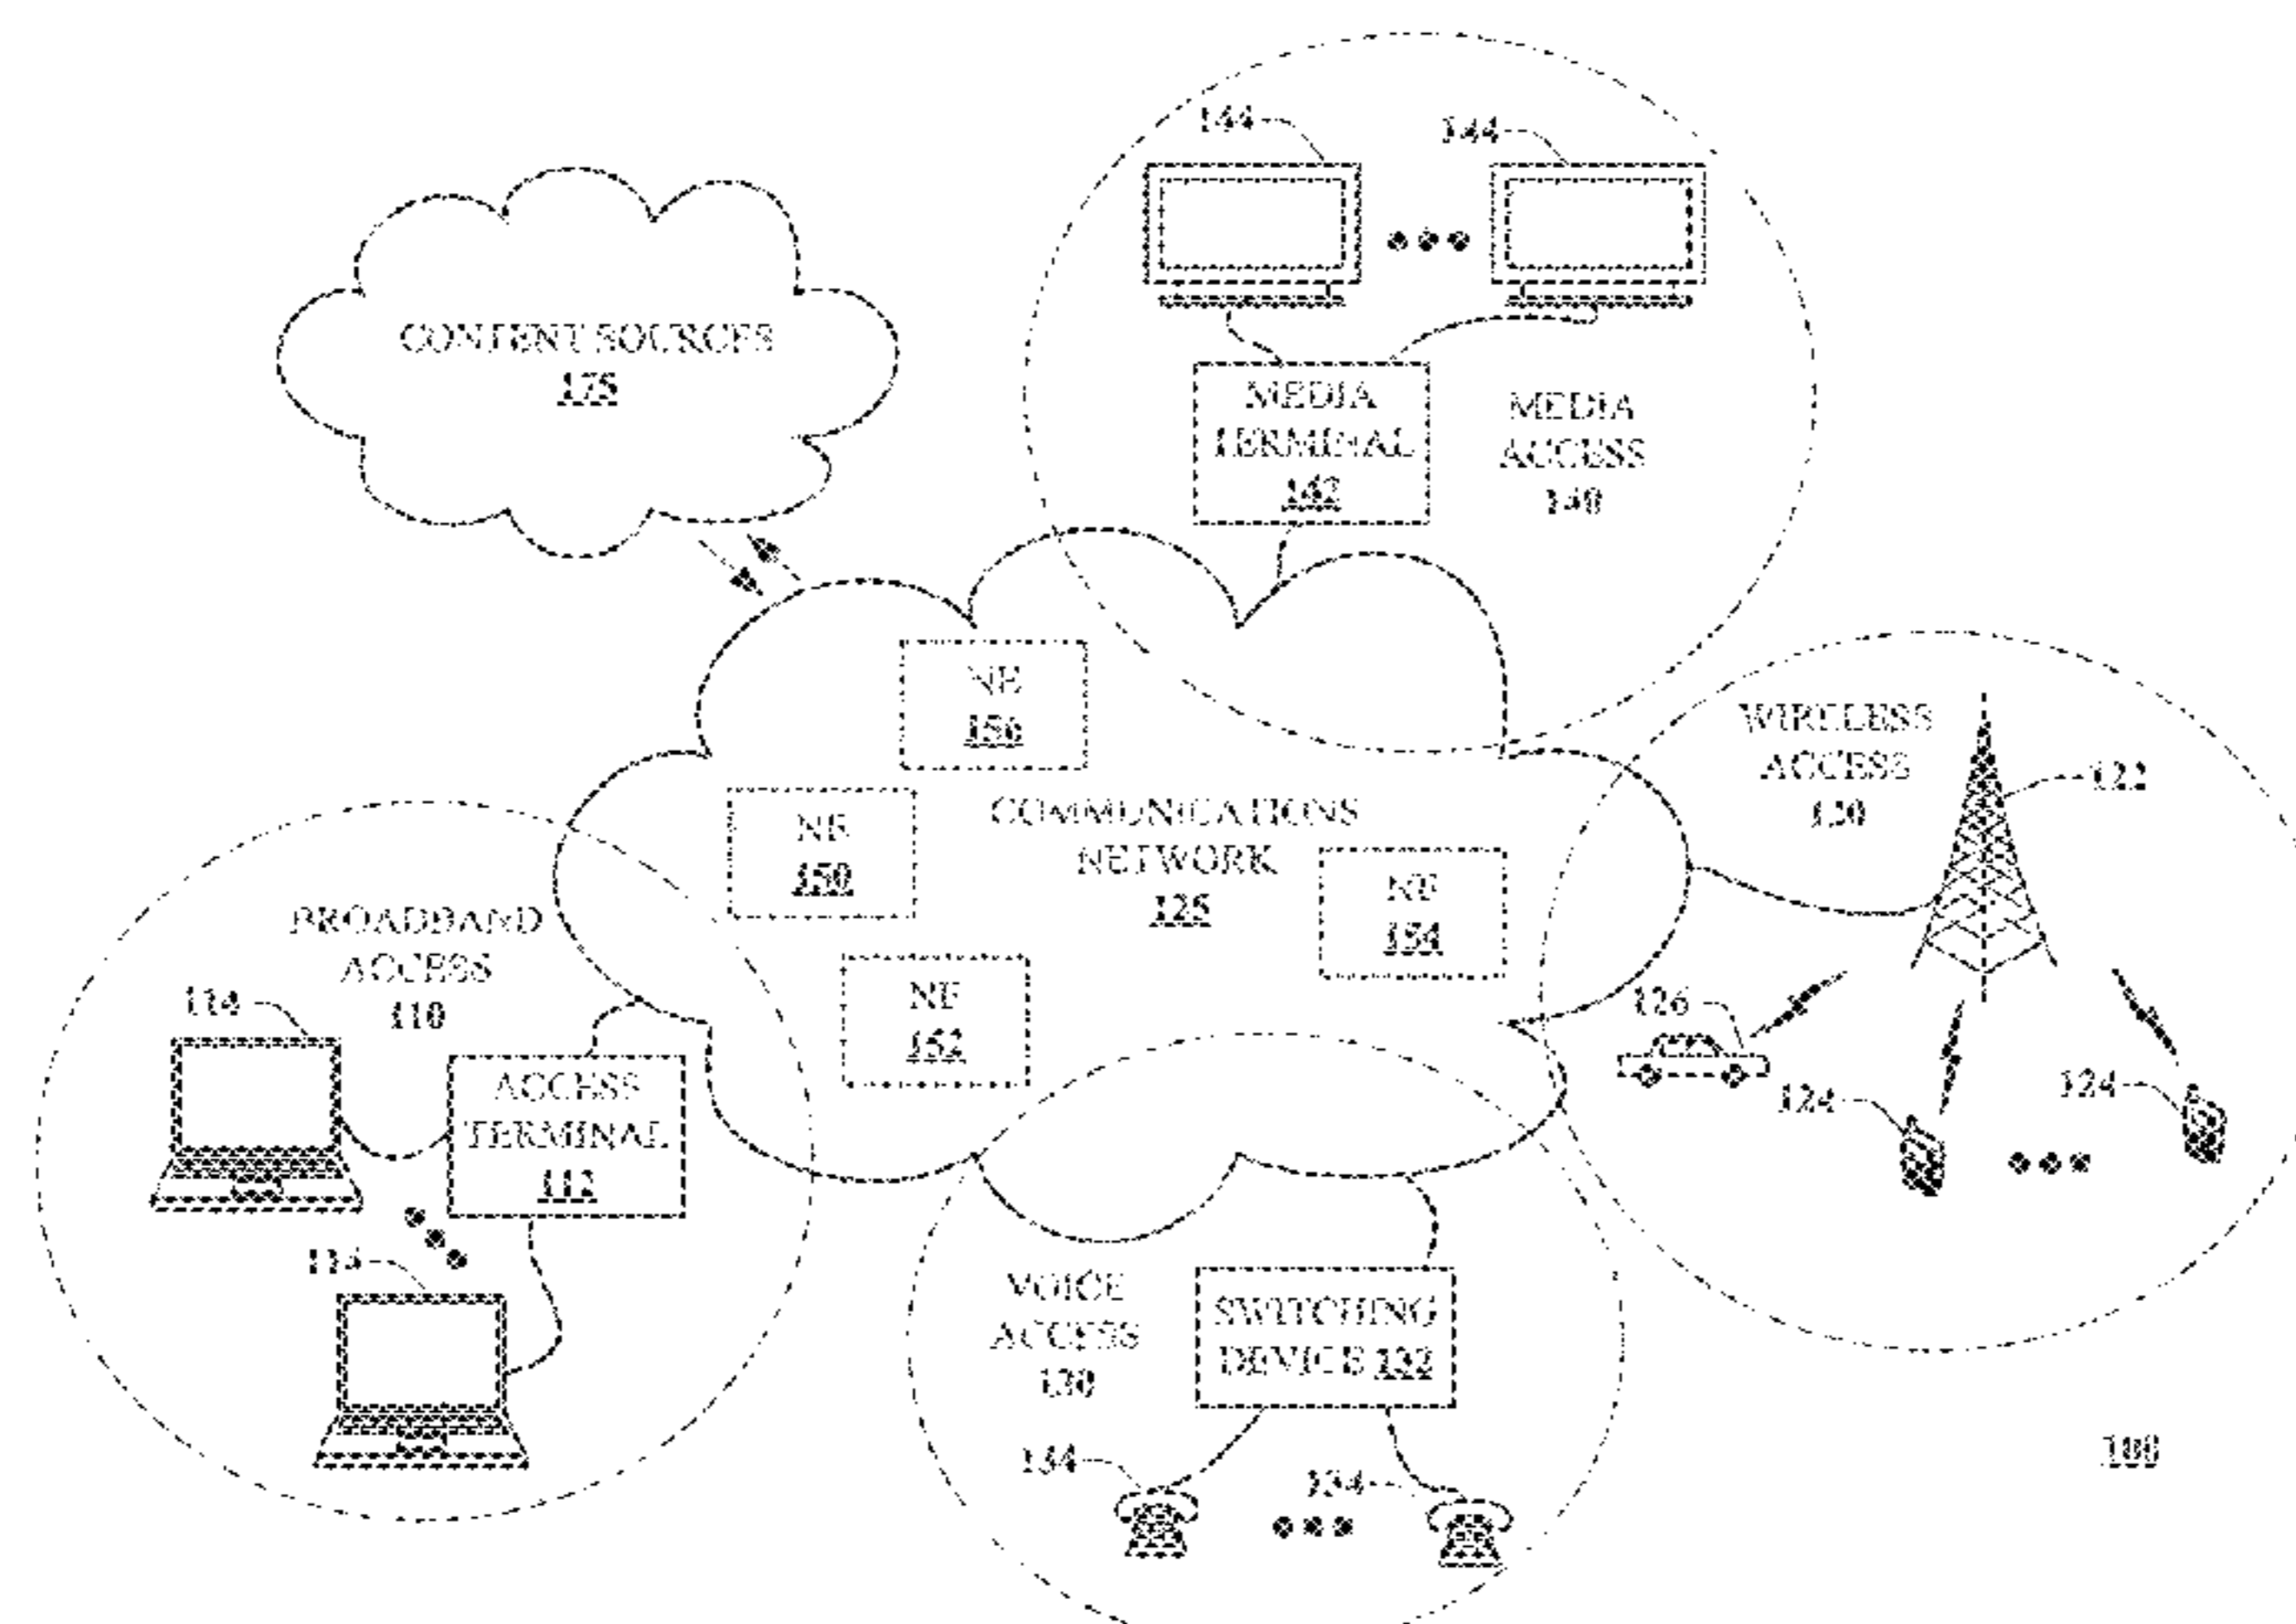 144
144
CONTENT SOURCES
175
MEDIA
TERMINAL
142
MEDIA
ACCESS
140
NE
156
WIRELESS
ACCESS
120
122
NE
150
COMMUNICATIONS
NETWORK
125
NE
154
BROADBAND
ACCESS
110
114
NE
152
126
ACCESS
TERMINAL
112
124
124
114
VOICE
ACCESS
130
SWITCHING
DEVICE 132
134
134
100